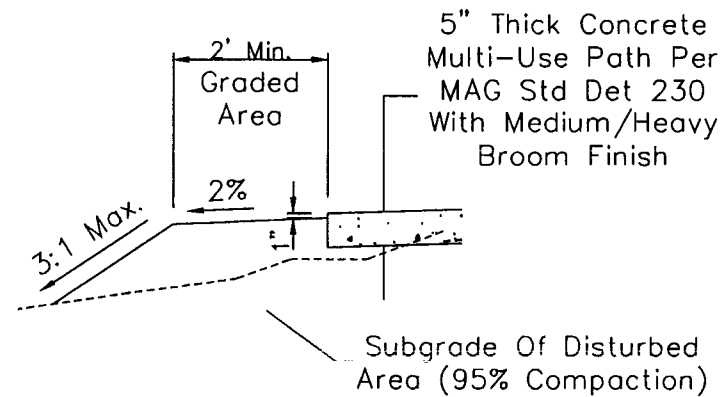 5" Thick Concrete
Multi-Use Path Per
MAG Std Det 230
With Medium/Heavy
Broom Finish
2' Min.
Graded
Area
2%
1"
3:1 Max.
Subgrade Of Disturbed
Area (95% Compaction)